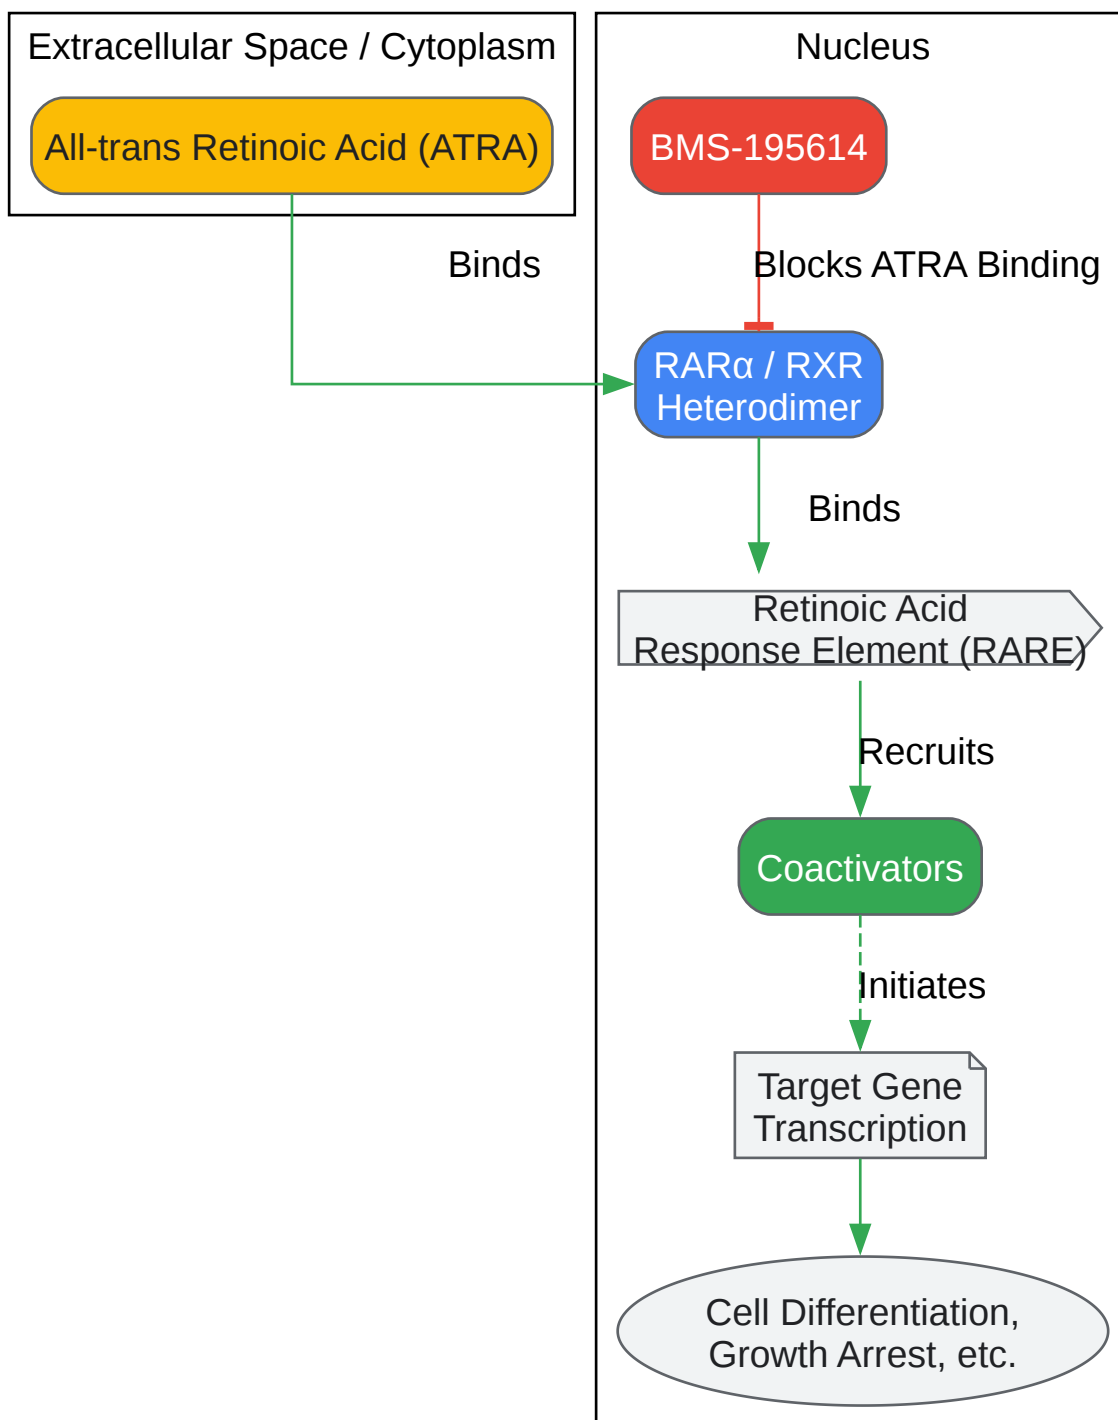 Extracellular Space / Cytoplasm
Nucleus
All-trans Retinoic Acid (ATRA)
BMS-195614
Binds
Blocks ATRA Binding
RARα / RXR
Heterodimer
Binds
Retinoic Acid
Response Element (RARE)
Recruits
Coactivators
Initiates
Target Gene
Transcription
Cell Differentiation,
Growth Arrest, etc.